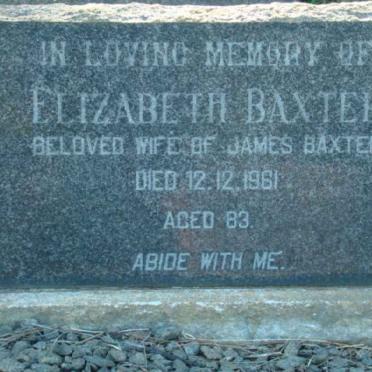 IN LOVING MEMORY OF
ELIZABETH BAXTER
BELOVED WIFE OF JAMES BAXTER
DIED 12.12.1961
AGED 83.
ABIDE WITH ME.